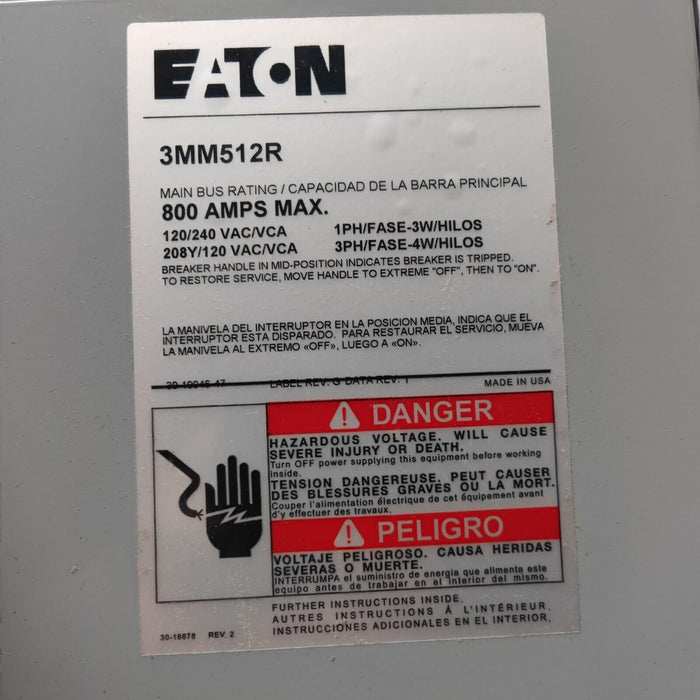 EATON
3MM512R
MAIN BUS RATING / CAPACIDAD DE LA BARRA PRINCIPAL
800 AMPS MAX.
120/240 VAC/VCA 1PH/FASE-3W/HILOS
208Y/120 VAC/VCA 3PH/FASE-4W/HILOS
BREAKER HANDLE IN MID-POSITION INDICATES BREAKER IS TRIPPED.
TO RESTORE SERVICE, MOVE HANDLE TO EXTREME "OFF", THEN TO "ON".
LA MANIVELA DEL INTERRUPTOR EN LA POSICION MEDIA, INDICA QUE EL
INTERRUPTOR ESTA DISPARADO. PARA RESTAURAR EL SERVICIO, MUEVA
LA MANIVELA AL EXTREMO «OFF», LUEGO A «ON».
LABEL REV. G DATA REV. MADE IN USA
DANGER
HAZARDOUS VOLTAGE. WILL CAUSE
SEVERE INJURY OR DEATH.
Turn OFF power supplying this equipment before working
inside.
TENSION DANGEREUSE. PEUT CAUSER
DES BLESSURES GRAVES OU LA MORT.
Couper l'alimentation électrique de cet équipement avant
d'y effectuer des travaux.
PELIGRO
VOLTAJE PELIGROSO. CAUSA HERIDAS
SEVERAS O MUERTE.
INTERRUMPA el suministro de energia que alimenta este
equipo antes de trabajar en el interior del mismo.
FURTHER INSTRUCTIONS INSIDE.
AUTRES INSTRUCTIONS À L'INTÉRIEUR.
INSTRUCCIONES ADICIONALES EN EL INTERIOR.
30-16876 REV. 2